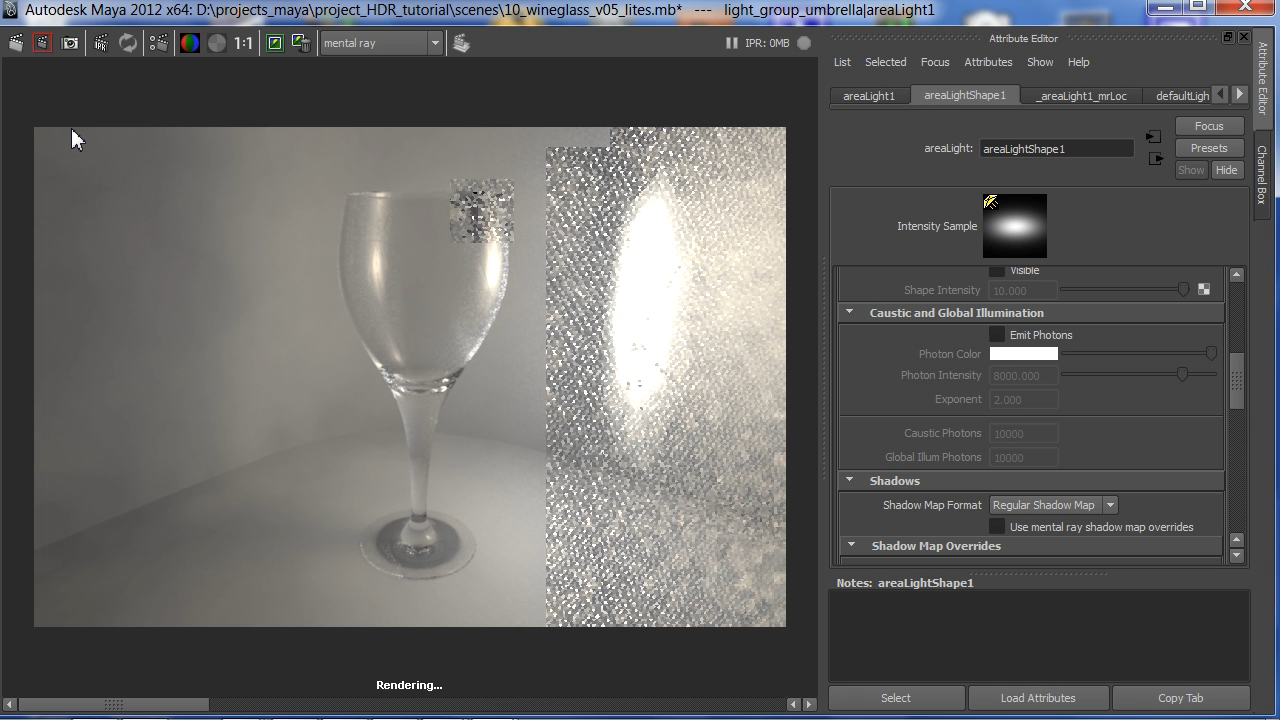 Autodesk Maya 2012 x64: D:\projects_maya\project_HDR_tutorial\scenes\10_wineglass_v05_lites.mb* --- light_group_umbrella|areaLight1
IPR 1:1 mental ray IPR: 0MB
Attribute Editor
List Selected Focus Attributes Show Help
areaLight1 areaLightShape1 _areaLight1_mrLoc defaultLigh
Attribute Editor
Channel Box
areaLight: areaLightShape1
Focus
Presets
Show Hide
Intensity Sample
Visible
Shape Intensity 10.000
Caustic and Global Illumination
Emit Photons
Photon Color
Photon Intensity 8000.000
Exponent 2.000
Caustic Photons 10000
Global Illum Photons 10000
Shadows
Shadow Map Format Regular Shadow Map
Use mental ray shadow map overrides
Shadow Map Overrides
Notes: areaLightShape1
Rendering...
Select Load Attributes Copy Tab